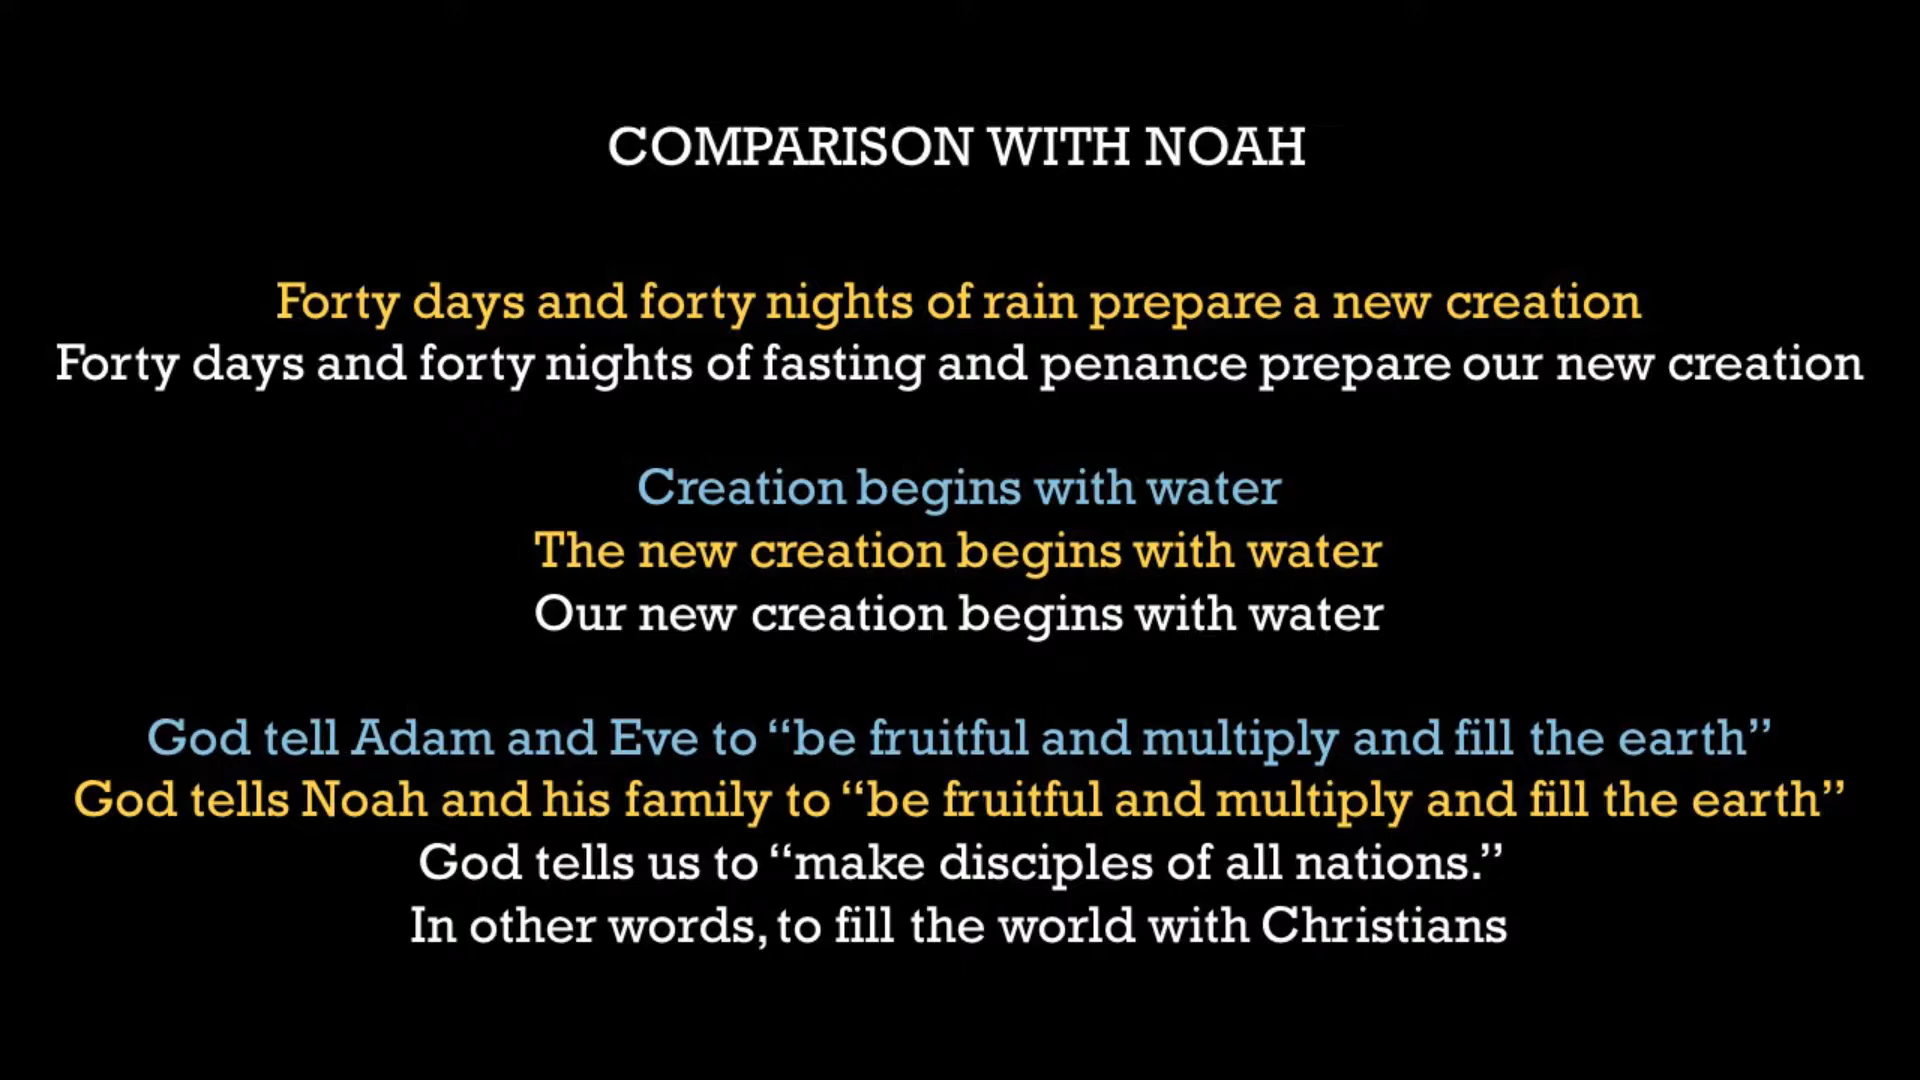 COMPARISON WITH NOAH
Forty days and forty nights of rain prepare a new creation
Forty days and forty nights of fasting and penance prepare our new creation
Creation begins with water
The new creation begins with water
Our new creation begins with water
God tell Adam and Eve to “be fruitful and multiply and fill the earth”
God tells Noah and his family to “be fruitful and multiply and fill the earth”
God tells us to “make disciples of all nations.”
In other words, to fill the world with Christians